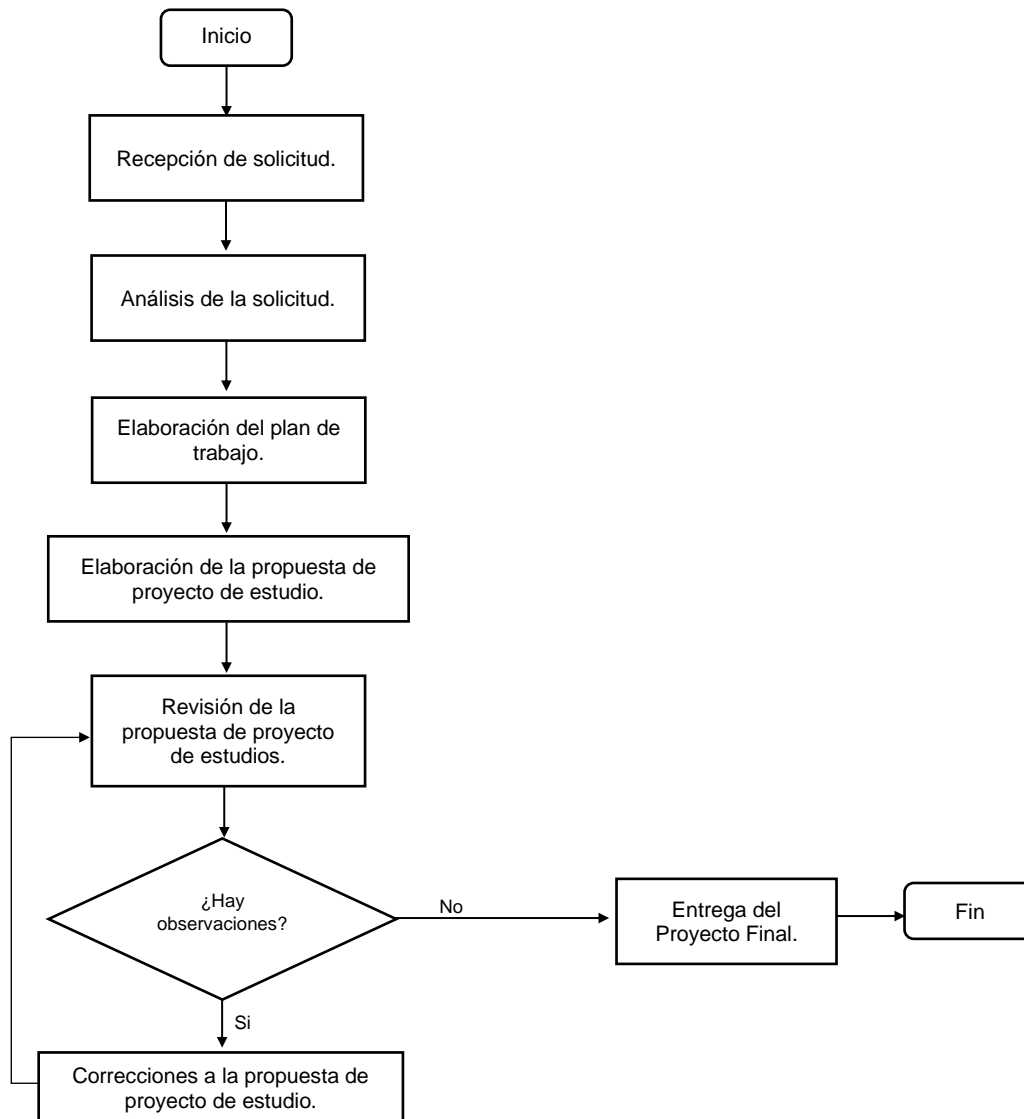 Inicio
Recepción de solicitud.
Análisis de la solicitud.
Elaboración del plan de
trabajo.
Elaboración de la propuesta de
proyecto de estudio.
Revisión de la
propuesta de proyecto
de estudios.
¿Hay
observaciones?
No
Entrega del
Proyecto Final.
Fin
Si
Correcciones a la propuesta de
proyecto de estudio.